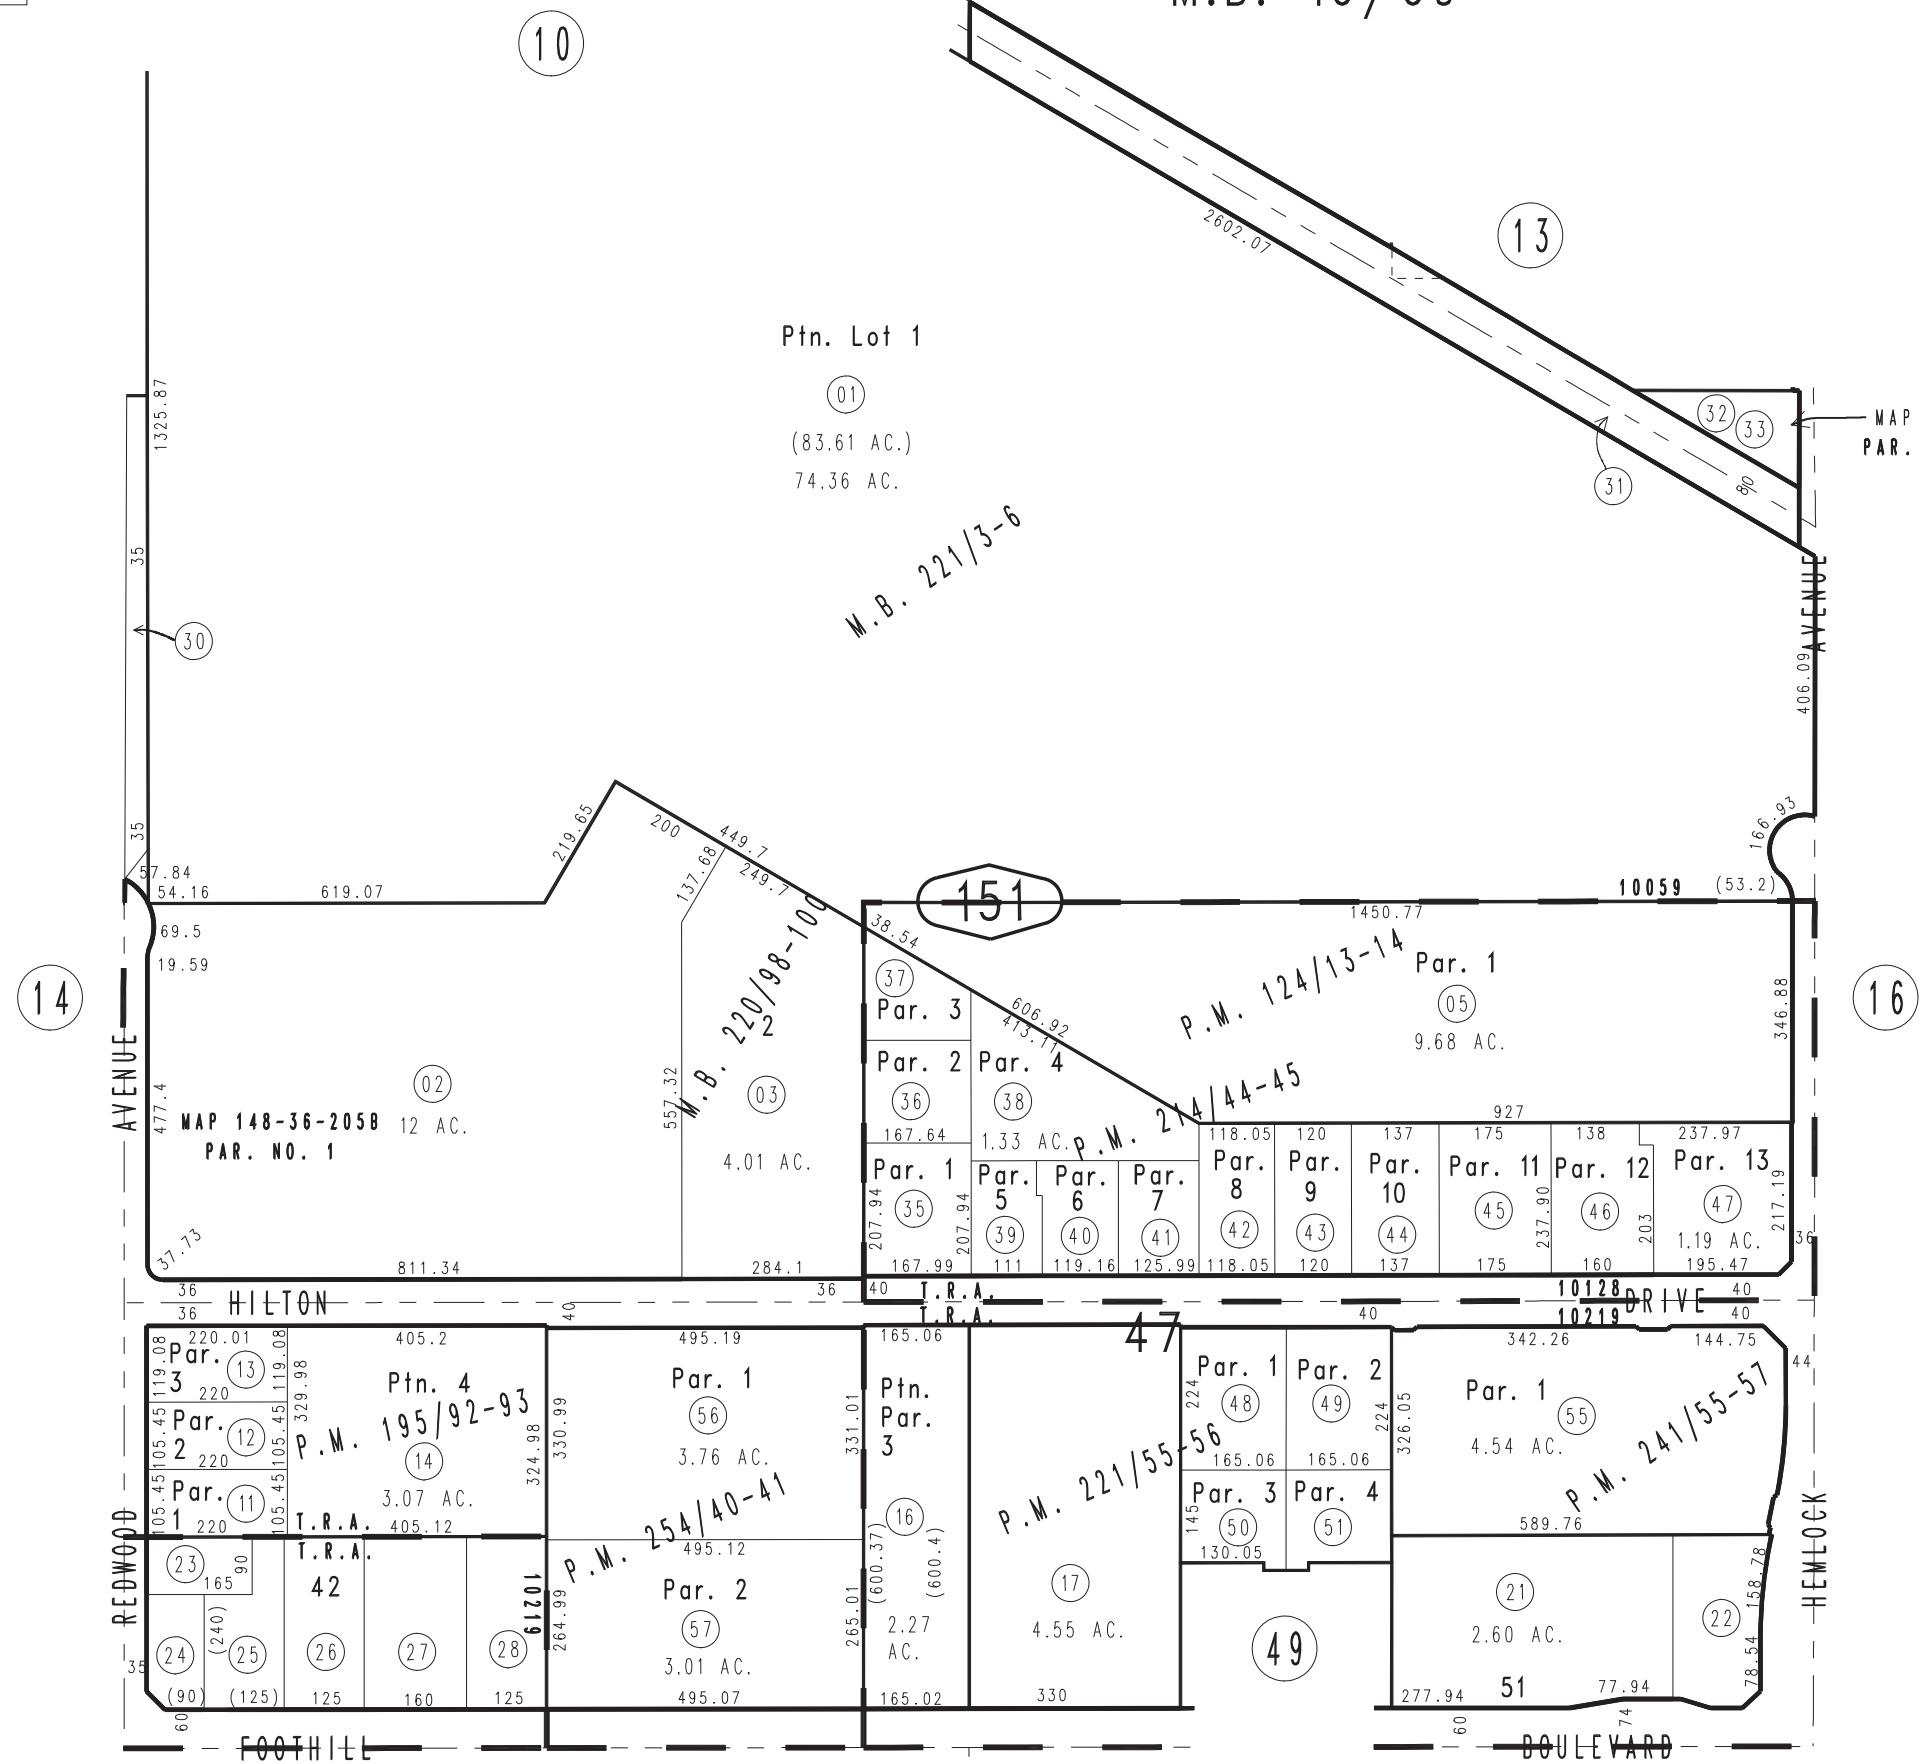 10
13
Ptn. Lot 1
01
(83.61 AC.)
74.36 AC.
M.B. 221/3-6
2602.07
32
33
MAP
PAR.
31
80
1325.87
35
30
35
AVENUE
406.09
166.93
57.84
54.16
619.07
219.65
200
449.7
249.7
137.68
151
10059
(53.2)
1450.77
38.54
69.5
19.59
14
16
AVENUE
477.4
02
MAP 148-36-205B
12 AC.
PAR. NO. 1
557.32
M.B. 220/98-100
2
03
4.01 AC.
37
Par. 3
606.92
413.11
P.M. 124/13-14
Par. 1
05
9.68 AC.
346.88
Par. 2
36
167.64
Par. 4
38
1.33 AC.
P.M. 214/44-45
927
118.05
120
137
175
138
237.97
Par. 1
35
207.94
207.94
167.99
Par.
5
39
111
Par.
6
40
119.16
Par.
7
41
125.99
Par.
8
42
118.05
Par.
9
43
120
Par.
10
44
137
Par. 11
45
175
237.90
Par. 12
46
160
203
Par. 13
47
1.19 AC.
195.47
217.19
36
37.73
811.34
284.1
36
36
HILTON
40
36
40
T.R.A.
T.R.A.
47
40
10128
10219
DRIVE
40
40
220.01
Par.
3
13
119.08
119.08
220
Par.
2
12
105.45
105.45
220
Par.
1
11
105.45
105.45
220
405.2
329.98
Ptn. 4
P.M. 195/92-93
14
3.07 AC.
324.98
T.R.A.
405.12
T.R.A.
42
495.19
Par. 1
56
3.76 AC.
330.99
331.01
P.M. 254/40-41
495.12
Par. 2
57
3.01 AC.
264.99
265.01
495.07
10219
165.06
Ptn.
Par.
3
16
(600.37)
(600.4)
2.27
AC.
165.02
P.M. 221/55-56
17
4.55 AC.
330
Par. 1
48
224
165.06
Par. 2
49
224
165.06
Par. 3
50
145
130.05
Par. 4
51
49
342.26
144.75
44
326.05
Par. 1
55
4.54 AC.
P.M. 241/55-57
589.76
21
2.60 AC.
22
158.78
78.54
HEMLOCK
277.94
51
77.94
REDWOOD
23
90
165
(240)
24
25
26
27
28
35
(90)
(125)
125
160
125
60
60
74
FOOTHILL
BOULEVARD